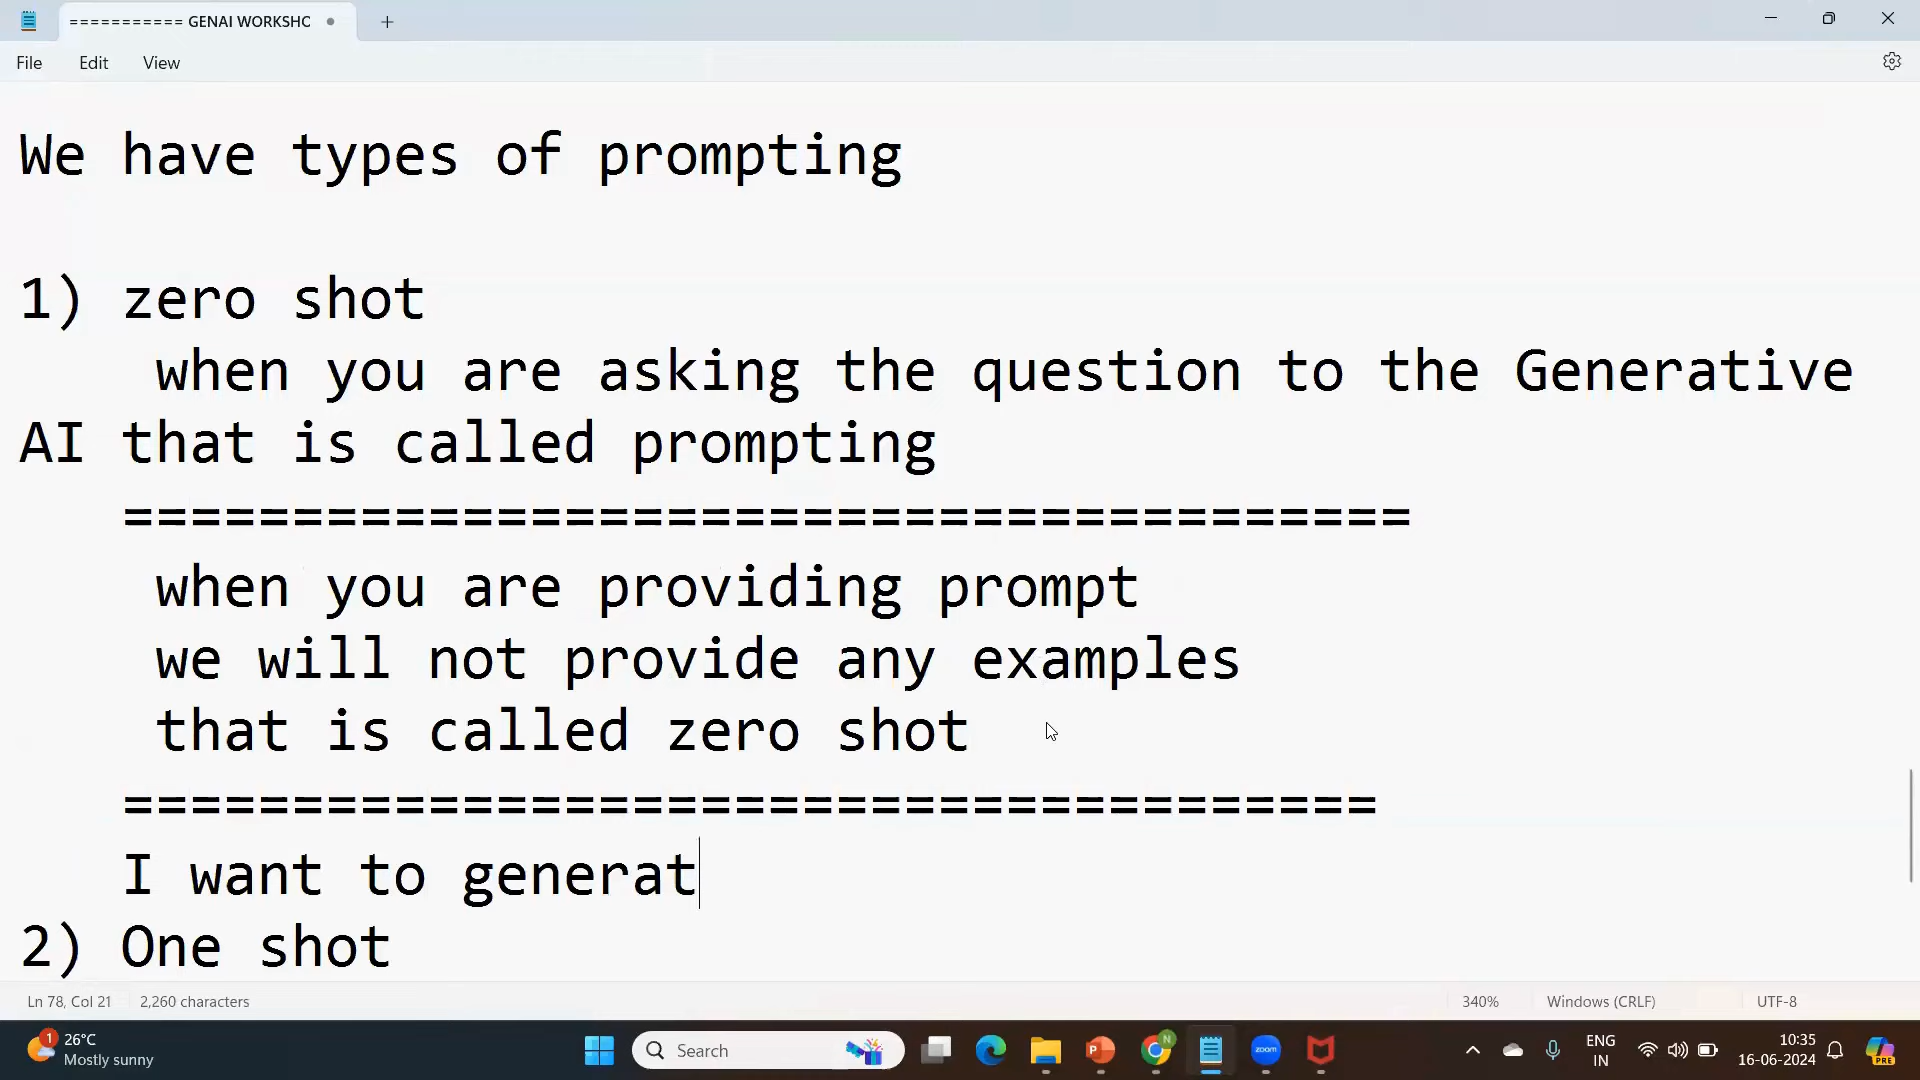 =========== GENAI WORKSHC
File
Edit
View
We have types of prompting
1) zero shot
when you are asking the question to the Generative
AI that is called prompting
======================================
when you are providing prompt
we will not provide any examples
that is called zero shot
=====================================
I want to generat
2) One shot
Ln 78, Col 21
2,260 characters
340%
Windows (CRLF)
UTF-8
1
26°C
Mostly sunny
Search
P
N
zoom
ENG
IN
10:35
16-06-2024
PRE